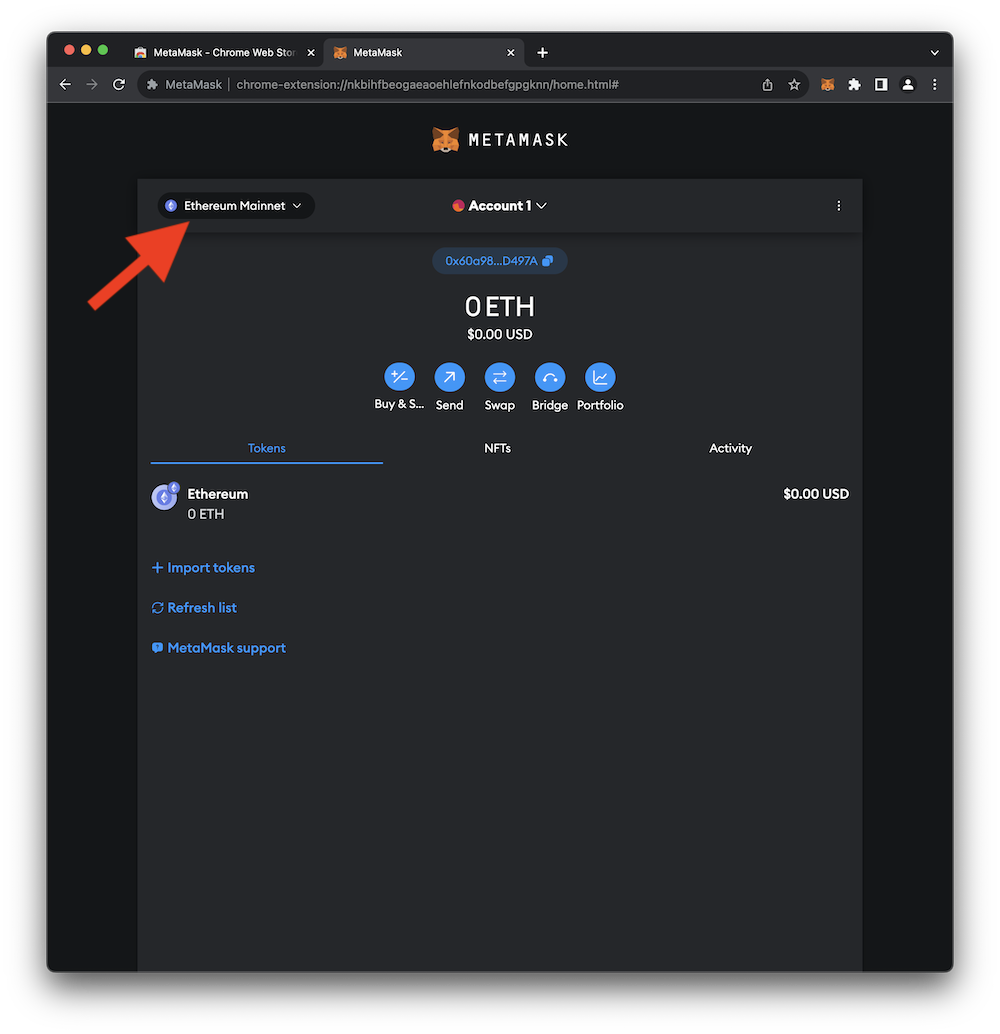 MetaMask - Chrome Web Stor
MetaMask
MetaMask | chrome-extension://nkbihfbeogaeaoehlefnkodbefgpgknn/home.html#
METAMASK
Ethereum Mainnet
Account 1
0x60a98...D497A
0 ETH
$0.00 USD
Buy & S... Send Swap Bridge Portfolio
Tokens NFTs Activity
Ethereum $0.00 USD
0 ETH
+ Import tokens
Refresh list
MetaMask support